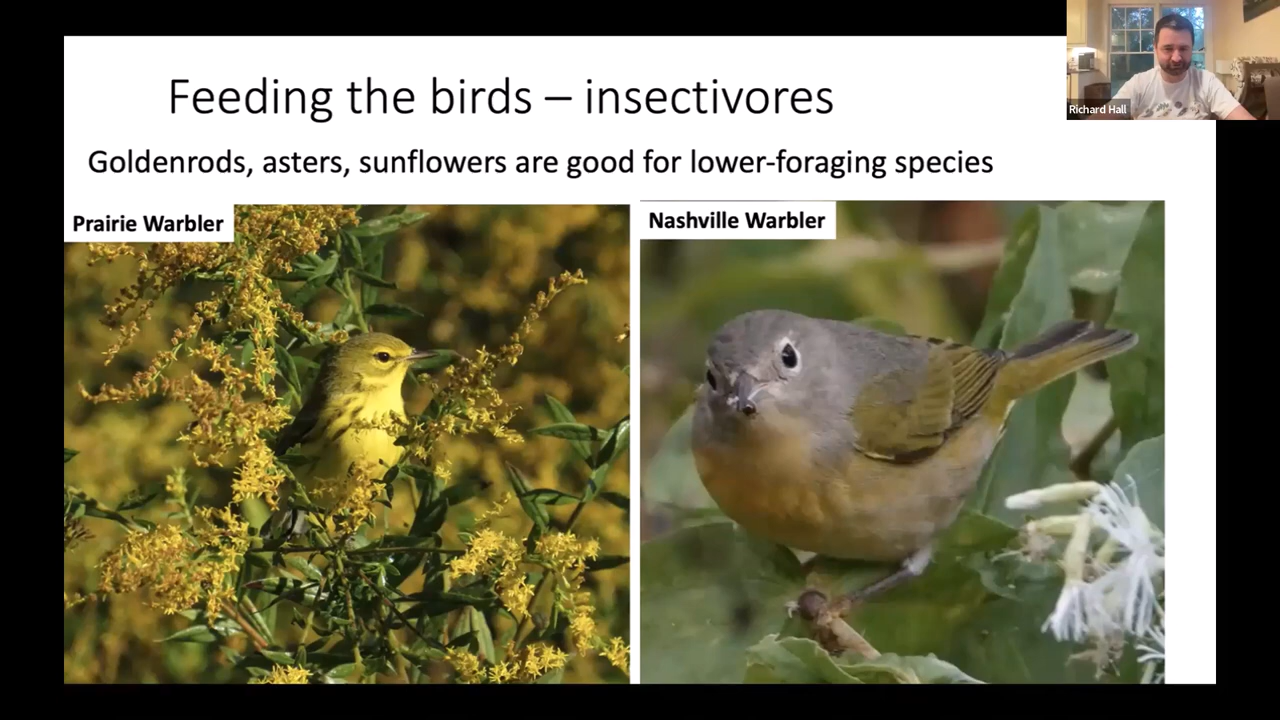 Feeding the birds – insectivores
Goldenrods, asters, sunflowers are good for lower-foraging species
Prairie Warbler
Nashville Warbler
Richard Hall